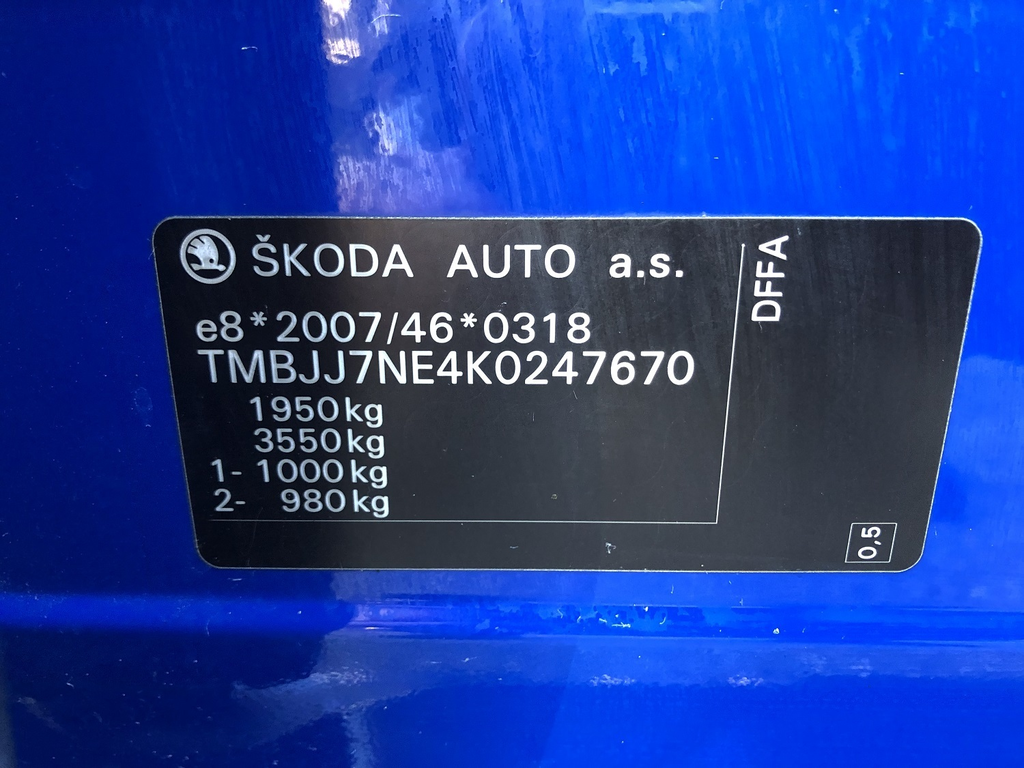 ŠKODA AUTO a.s.
e8*2007/46*0318
TMBJJ7NE4K0247670
1950kg
3550kg
1- 1000kg
2- 980kg
DFFA
0,5